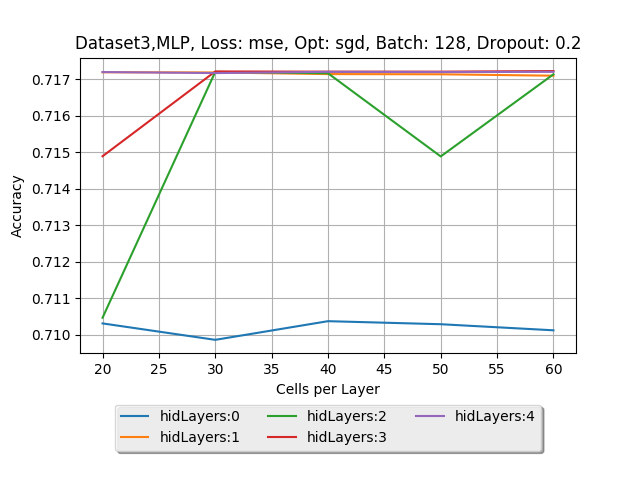 Dataset3,MLP, Loss: mse, Opt: sgd, Batch: 128, Dropout: 0.2
0.717
0.716
0.715
0.714
0.713
0.712
0.711
0.710
Accuracy
20 25 30 35 40 45 50 55 60
Cells per Layer
hidLayers:0 hidLayers:2 hidLayers:4
hidLayers:1 hidLayers:3